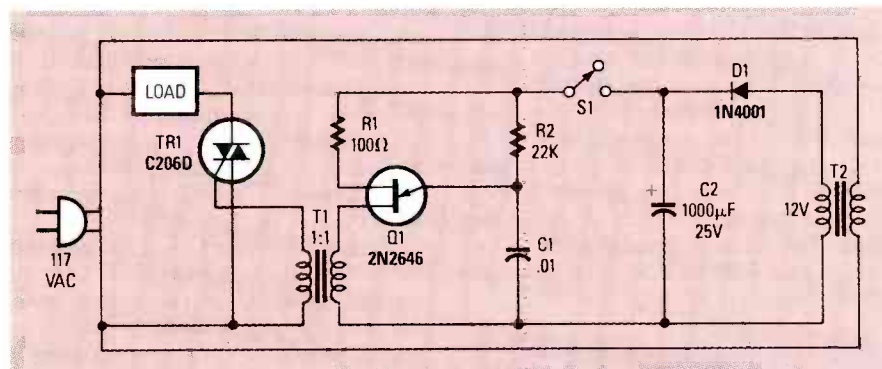 LOAD
TR1
C206D
117
VAC
T1
1:1
R1
100Ω
Q1
2N2646
R2
22K
C1
.01
S1
D1
1N4001
+
C2
1000µF
25V
12V
T2